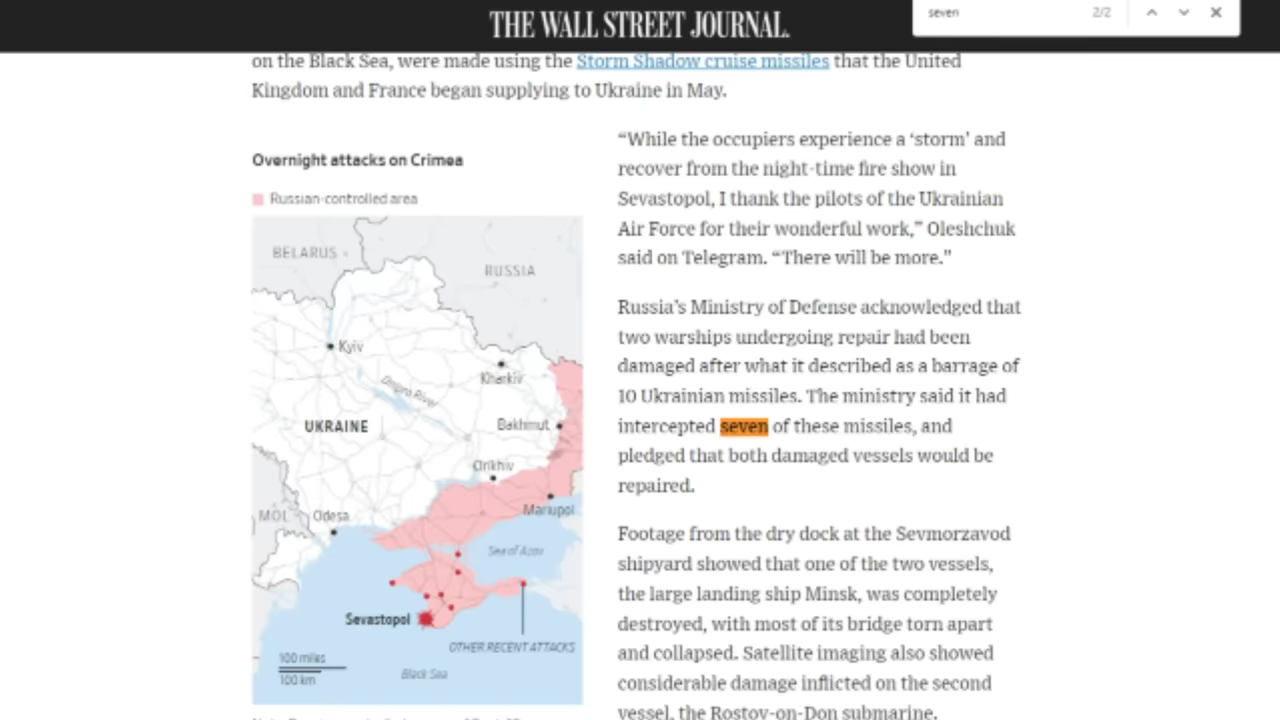 THE WALL STREET JOURNAL.
seven
2/2
on the Black Sea, were made using the Storm Shadow cruise missiles that the United
Kingdom and France began supplying to Ukraine in May.
Overnight attacks on Crimea
Russian-controlled area
BELARUS
RUSSIA
Kyiv
Kharkiv
Dnipro River
UKRAINE
Bakhmut
Orikhiv
MOL.
Odesa
Mariupol
Sea of Azov
Sevastopol
OTHER RECENT ATTACKS
100 miles
100 km
Black Sea
“While the occupiers experience a ‘storm’ and
recover from the night-time fire show in
Sevastopol, I thank the pilots of the Ukrainian
Air Force for their wonderful work,” Oleshchuk
said on Telegram. “There will be more.”
Russia’s Ministry of Defense acknowledged that
two warships undergoing repair had been
damaged after what it described as a barrage of
10 Ukrainian missiles. The ministry said it had
intercepted seven of these missiles, and
pledged that both damaged vessels would be
repaired.
Footage from the dry dock at the Sevmorzavod
shipyard showed that one of the two vessels,
the large landing ship Minsk, was completely
destroyed, with most of its bridge torn apart
and collapsed. Satellite imaging also showed
considerable damage inflicted on the second
vessel, the Rostov-on-Don submarine.